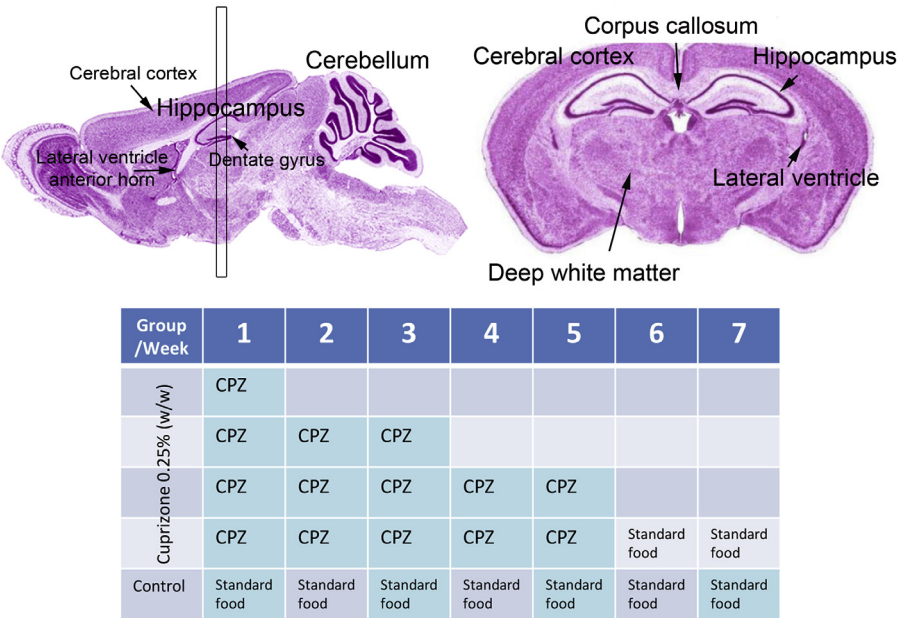 Cerebral cortex
Hippocampus
Cerebellum
Lateral ventricle
anterior horn
Dentate gyrus
Corpus callosum
Cerebral cortex
Hippocampus
Lateral ventricle
Deep white matter
Group
/Week
1 2 3 4 5 6 7
Cuprizone 0.25% (w/w)
CPZ
CPZ CPZ CPZ
CPZ CPZ CPZ CPZ CPZ
CPZ CPZ CPZ CPZ CPZ Standard food Standard food
Control Standard food Standard food Standard food Standard food Standard food Standard food Standard food